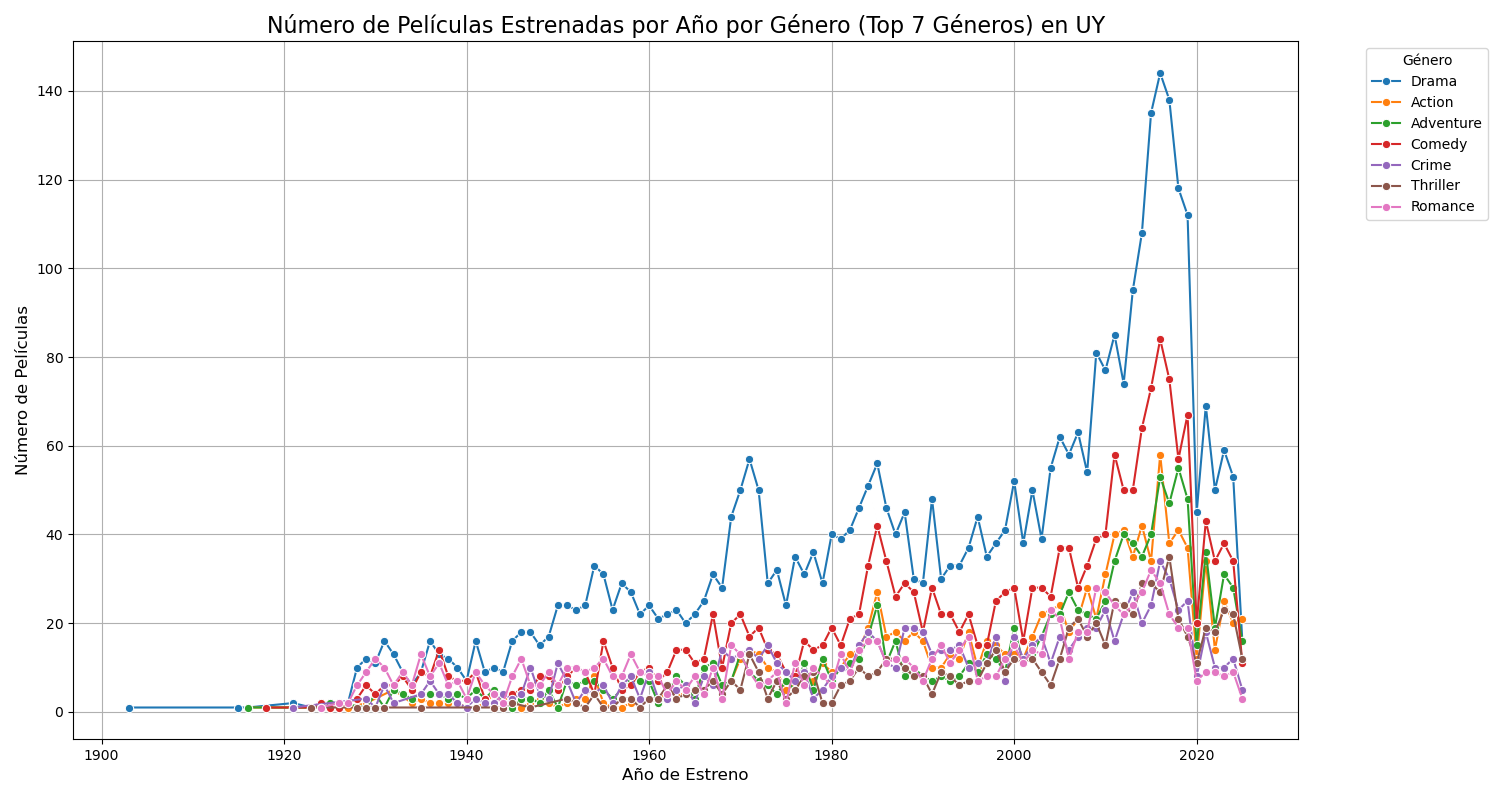 Número de Películas Estrenadas por Año por Género (Top 7 Géneros) en UY
Género
Drama
Action
Adventure
Comedy
Crime
Thriller
Romance
Número de Películas
140
120
100
80
60
40
20
0
1900 1920 1940 1960 1980 2000 2020
Año de Estreno